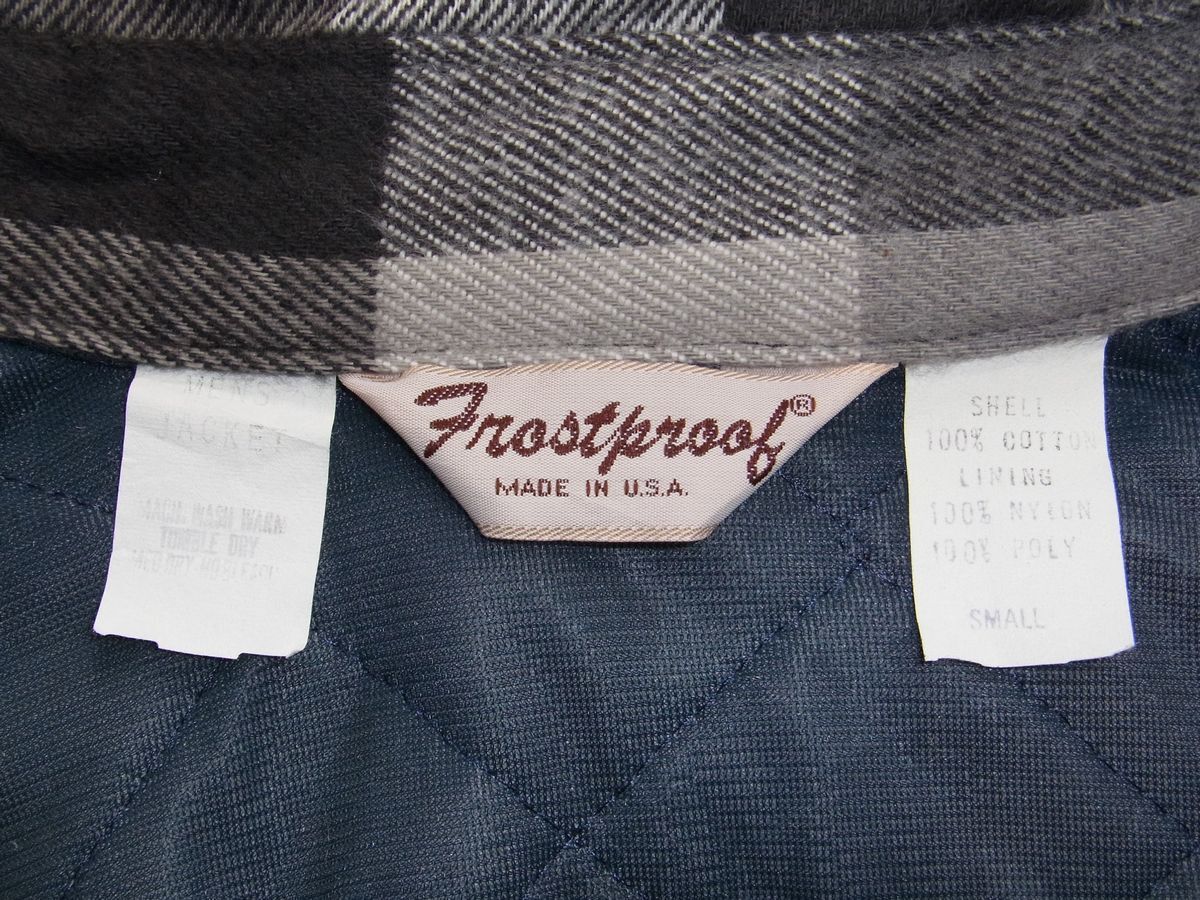 MEN'S
JACKET
MACH. WASH WARM
TUMBLE DRY
Frostproof®
MADE IN U.S.A.
SHELL
100% COTTON
LINING
100% NYLON
100% POLY
SMALL